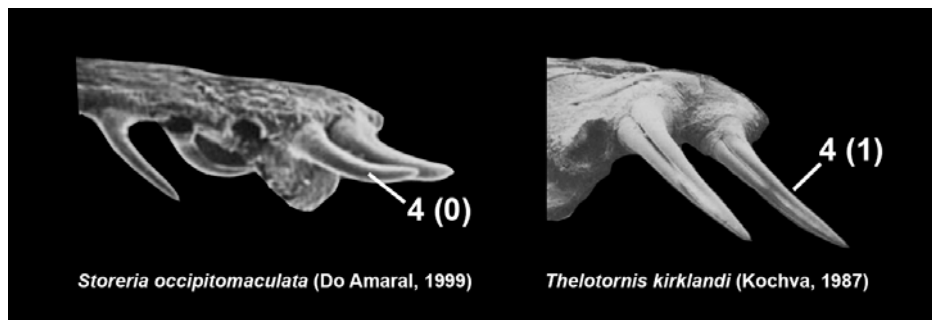 4 (0)
4 (1)
Storeria occipitomaculata (Do Amaral, 1999)
Thelotornis kirklandi (Kochva, 1987)